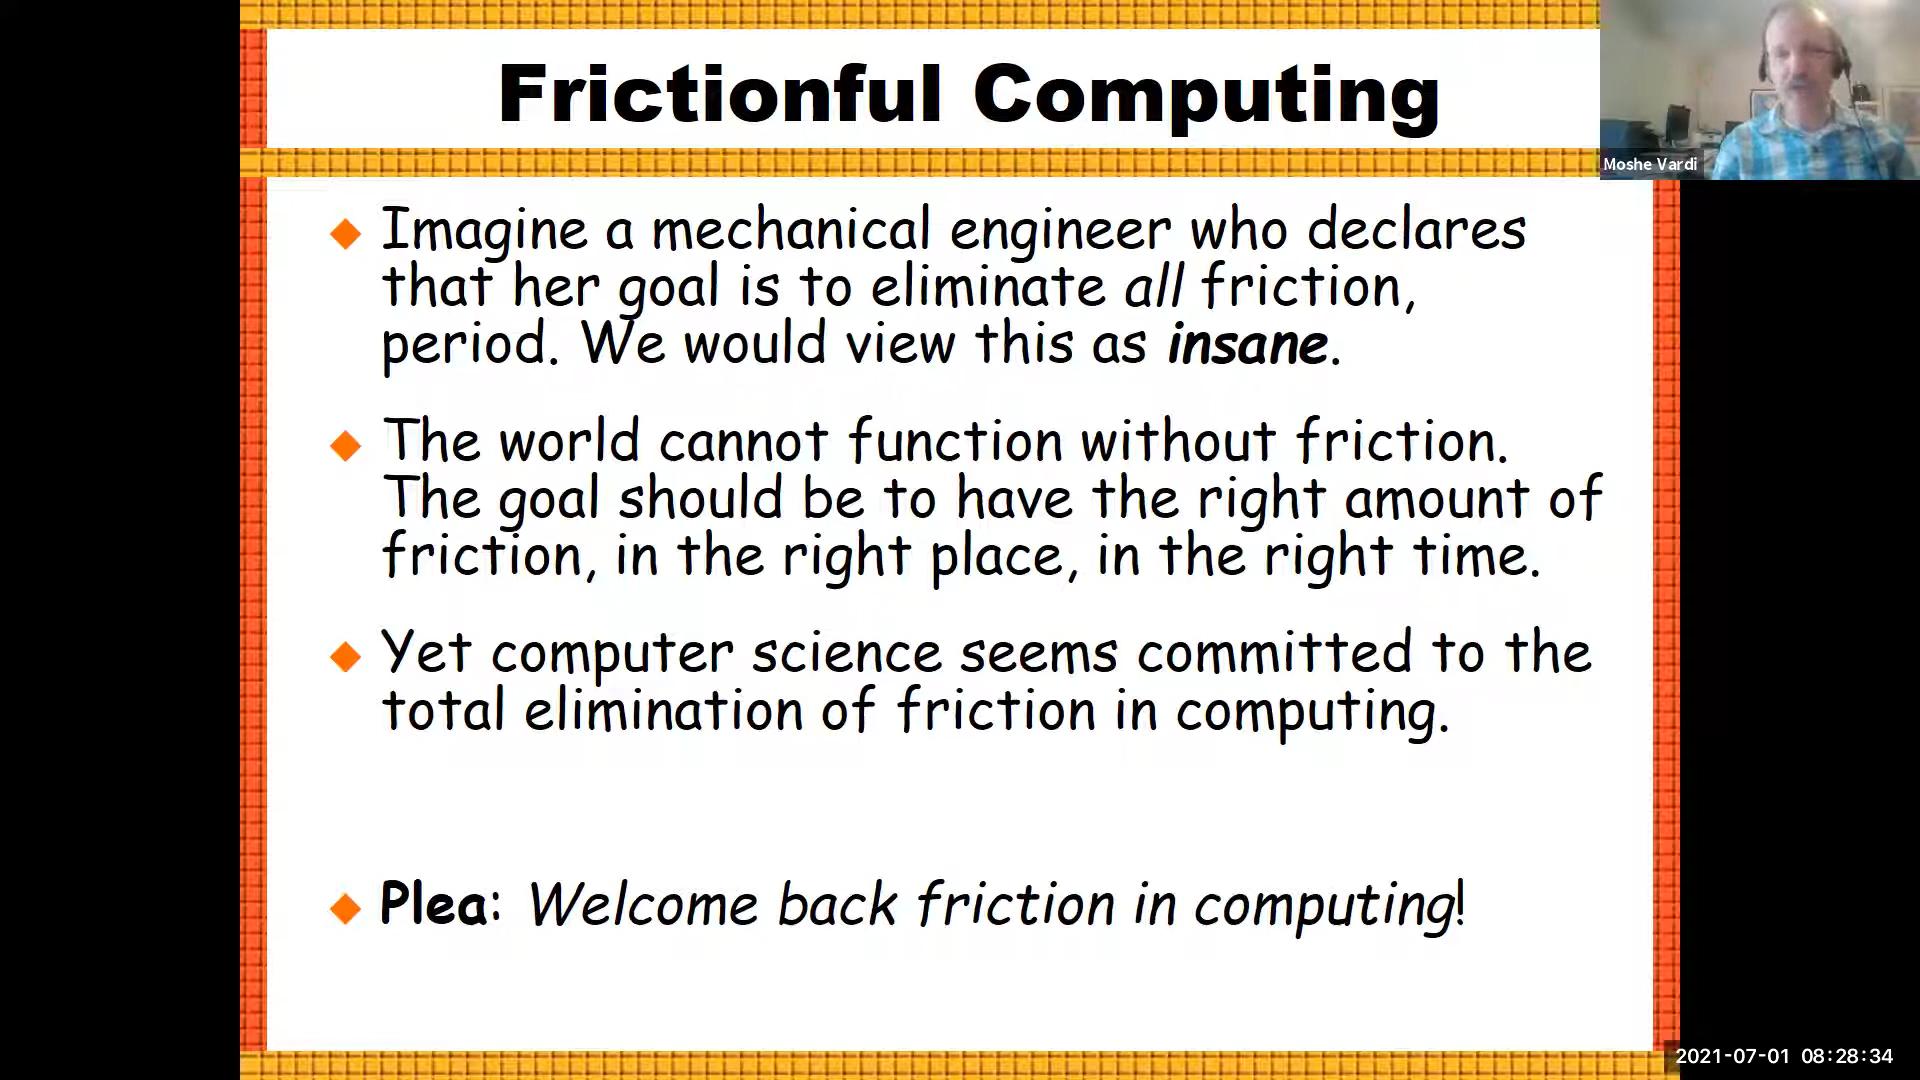 Frictionful Computing
Moshe Vardi
Imagine a mechanical engineer who declares
that her goal is to eliminate all friction,
period. We would view this as insane.
The world cannot function without friction.
The goal should be to have the right amount of
friction, in the right place, in the right time.
Yet computer science seems committed to the
total elimination of friction in computing.
Plea: Welcome back friction in computing!
2021-07-01 08:28:34